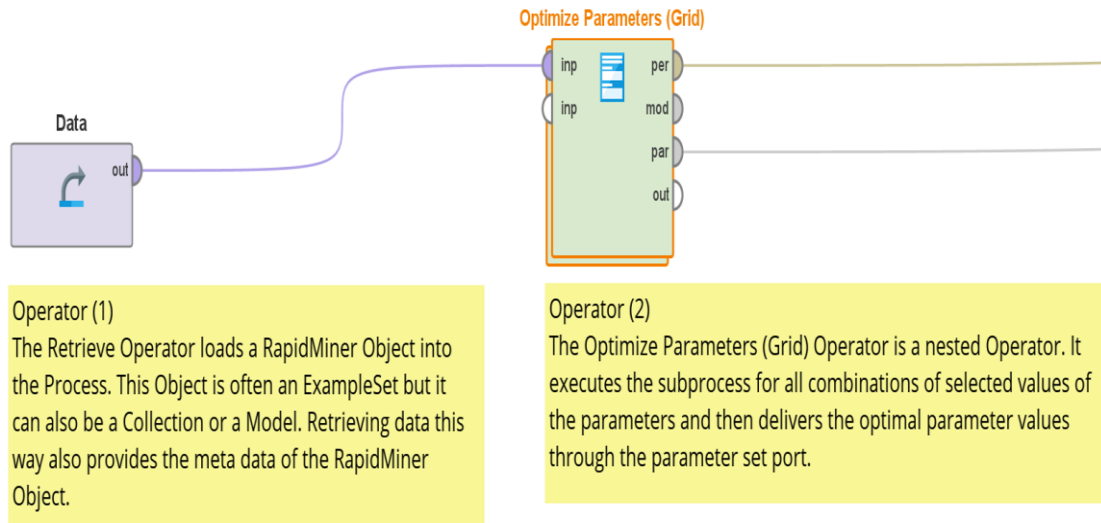 Optimize Parameters (Grid)
inp
per
inp
mod
par
out
Data
out
Operator (1)
The Retrieve Operator loads a RapidMiner Object into
the Process. This Object is often an ExampleSet but it
can also be a Collection or a Model. Retrieving data this
way also provides the meta data of the RapidMiner
Object.
Operator (2)
The Optimize Parameters (Grid) Operator is a nested Operator. It
executes the subprocess for all combinations of selected values of
the parameters and then delivers the optimal parameter values
through the parameter set port.